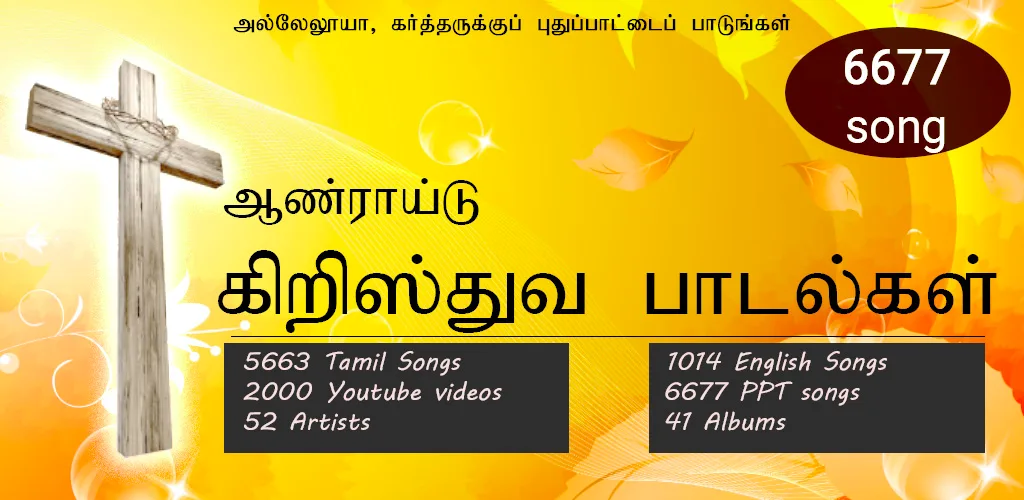 அல்லேலூயா, கர்த்தருக்குப் புதுப்பாட்டைப் பாடுங்கள்
6677
song
ஆண்ராய்டு
கிறிஸ்துவ பாடல்கள்
5663 Tamil Songs
2000 Youtube videos
52 Artists
1014 English Songs
6677 PPT songs
41 Albums